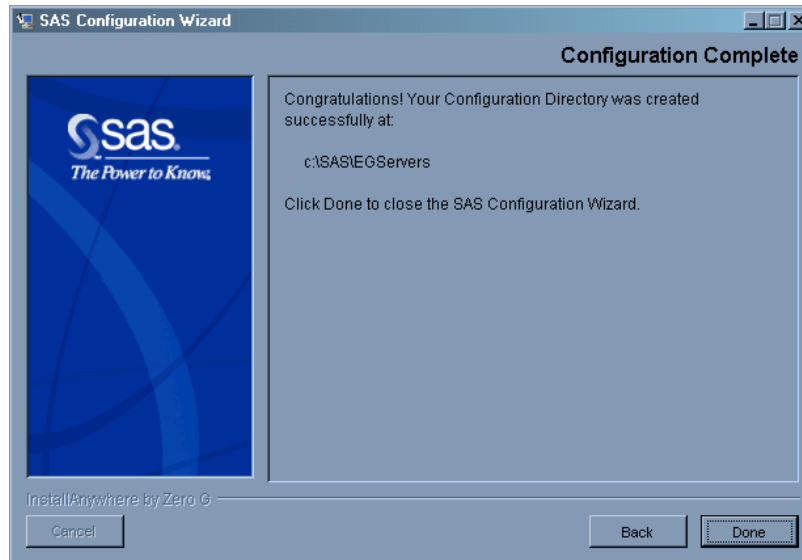 SAS Configuration Wizard
Configuration Complete
sas.
The Power to Know.
Congratulations! Your Configuration Directory was created
successfully at:
c:\SAS\EGServers
Click Done to close the SAS Configuration Wizard.
InstallAnywhere by Zero G
Cancel
Back
Done